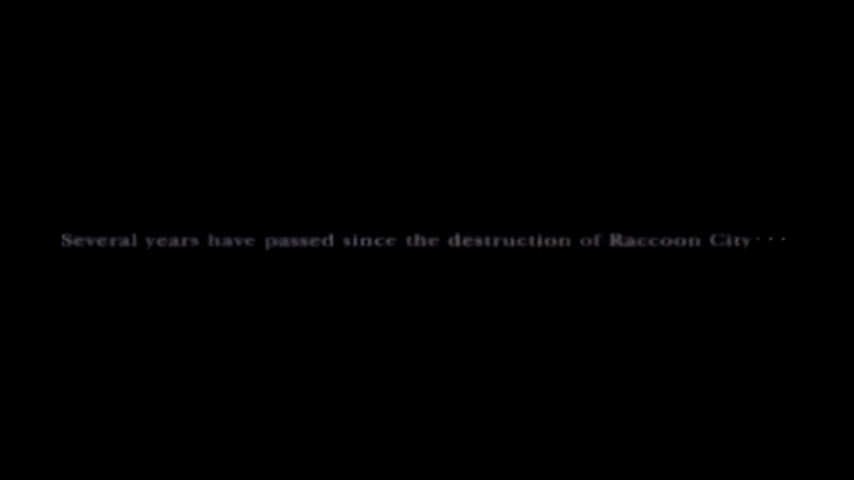 Several years have passed since the destruction of Raccoon City···